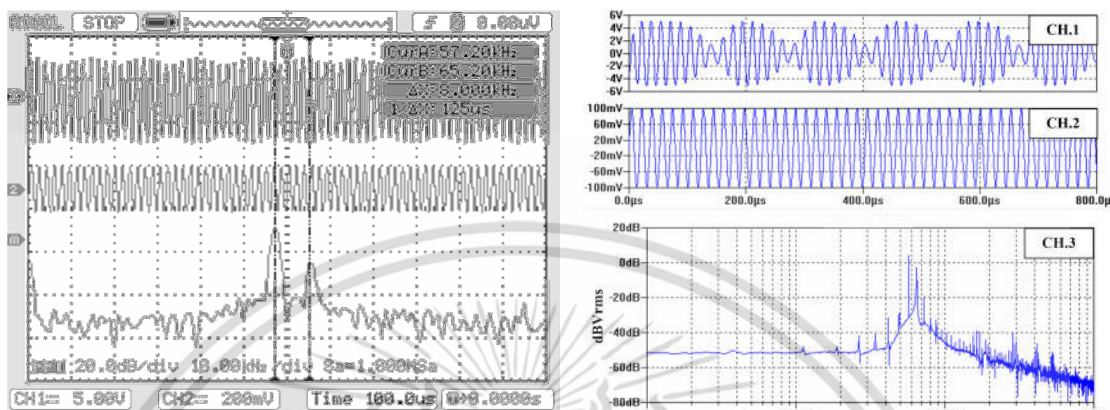 STOP
8.00uV
CurA:57.20kHz
CurB:65.20kHz
ΔX=8.000kHz
1/ΔX= 125us
2
m
20.0dB/div 10.00kHz/div Sa=1.000MSa
CH1= 5.00V CH2= 200mV Time 100.0us 0.0000s
6V
4V
2V
0V
-2V
-4V
-6V
CH.1
100mV
60mV
20mV
-20mV
-60mV
-100mV
CH.2
0.0µs 200.0µs 400.0µs 600.0µs 800.0µ
20dB
0dB
-20dB
-40dB
-60dB
-80dB
dBVrms
CH.3